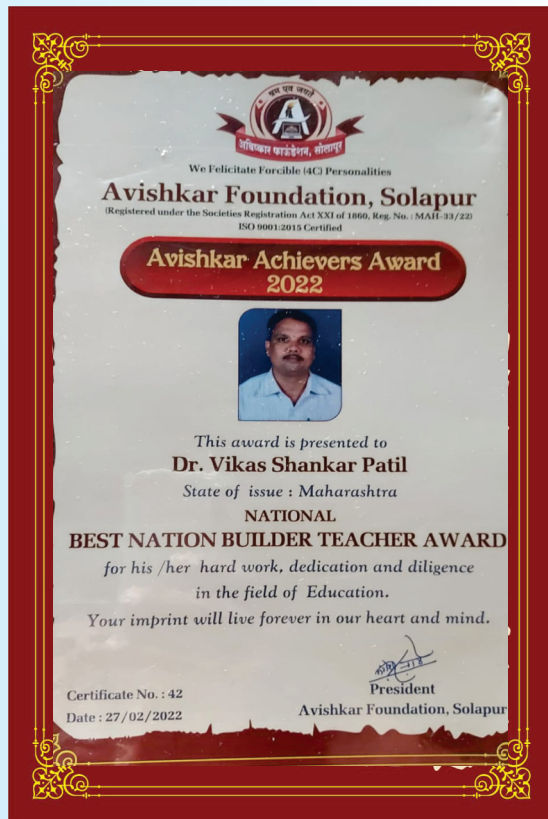 श्रम एव जयते
A
अविष्कार फाऊंडेशन, सोलापूर
We Felicitate Forcible (4C) Personalities
Avishkar Foundation, Solapur
(Registered under the Societies Registration Act XXI of 1860, Reg. No. : MAH-33/22)
ISO 9001:2015 Certified
Avishkar Achievers Award
2022
This award is presented to
Dr. Vikas Shankar Patil
State of issue : Maharashtra
NATIONAL
BEST NATION BUILDER TEACHER AWARD
for his /her hard work, dedication and diligence
in the field of Education.
Your imprint will live forever in our heart and mind.
President
Certificate No. : 42
Avishkar Foundation, Solapur
Date : 27/02/2022